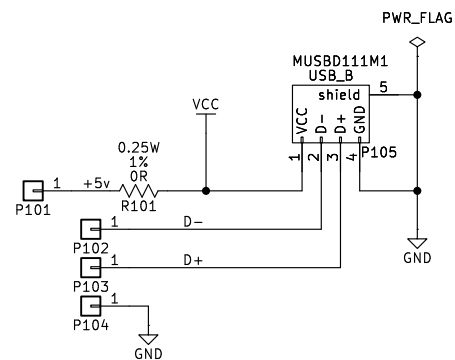 PWR_FLAG
MUSBD111M1
USB_B
shield 5
VCC
VCC D- D+ GND
1 2 3 4
P105
0.25W
1%
0R
1 +5v
R101
P101
1 D-
P102
1 D+
P103
1
P104
GND
GND